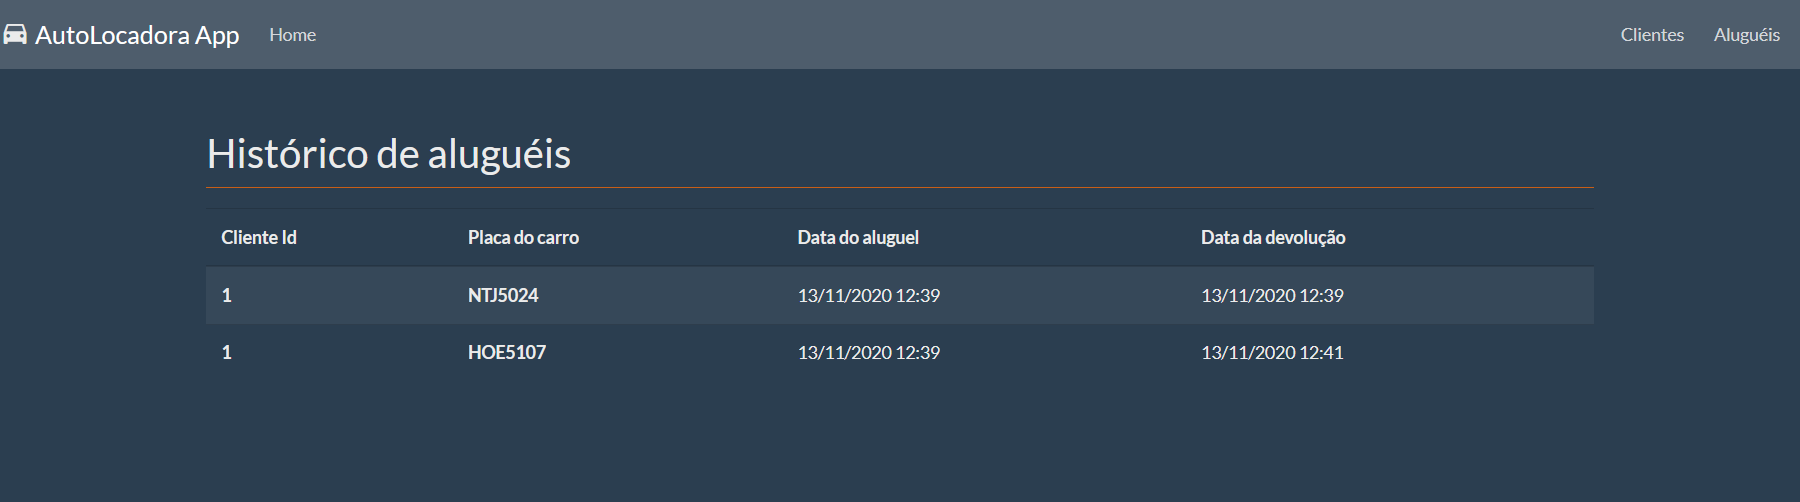 AutoLocadora App Home Clientes Aluguéis
Histórico de aluguéis
Cliente Id Placa do carro Data do aluguel Data da devolução
1 NTJ5024 13/11/2020 12:39 13/11/2020 12:39
1 HOE5107 13/11/2020 12:39 13/11/2020 12:41